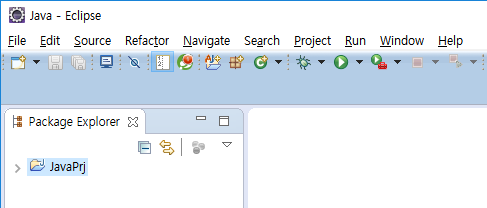 Java - Eclipse
File Edit Source Refactor Navigate Search Project Run Window Help
Package Explorer
JavaPrj